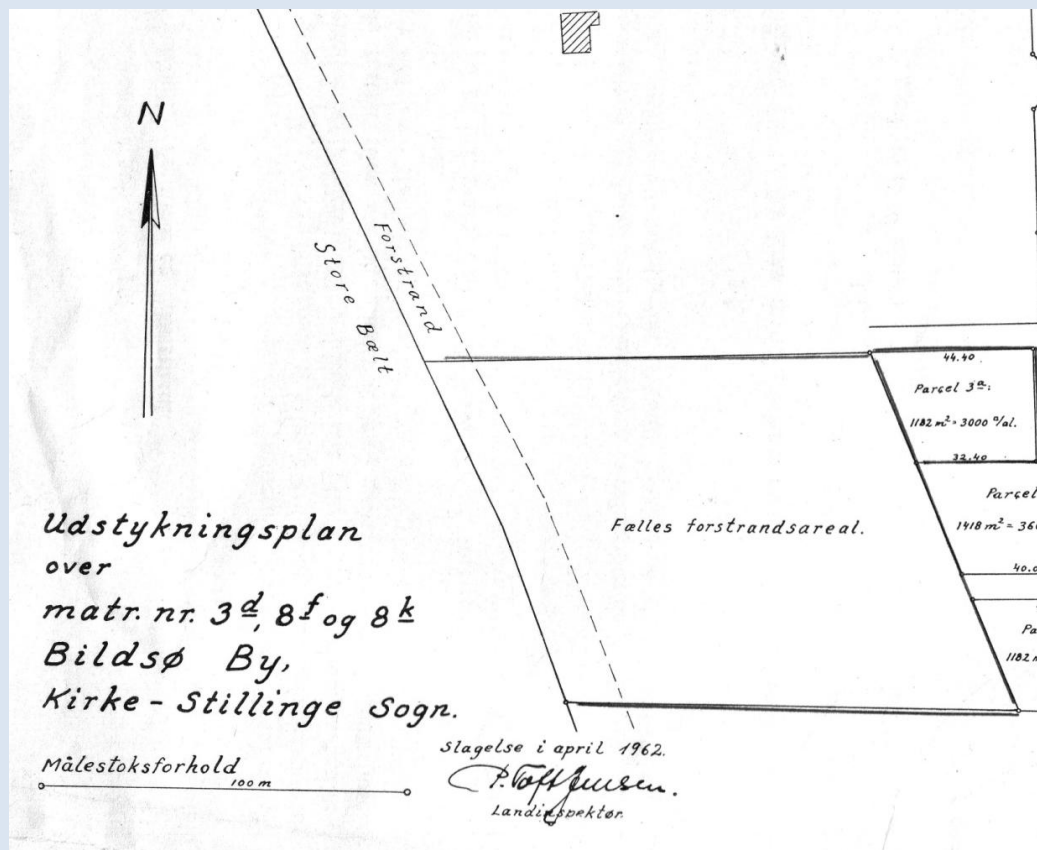 N
Forstrand
Store Bælt
44.40
Parcel 3a:
1182 m² = 3000 □/al.
32.40
Parcel
1418 m² = 36
40.0
Pa
1182 m
Fælles forstrandsareal.
Udstykningsplan
over
matr. nr. 3d, 8f og 8k
Bildsø By,
Kirke - Stillinge Sogn.
Målestoksforhold
100 m
Slagelse i april 1962.
P. Toft Jensen.
Landinspektør.